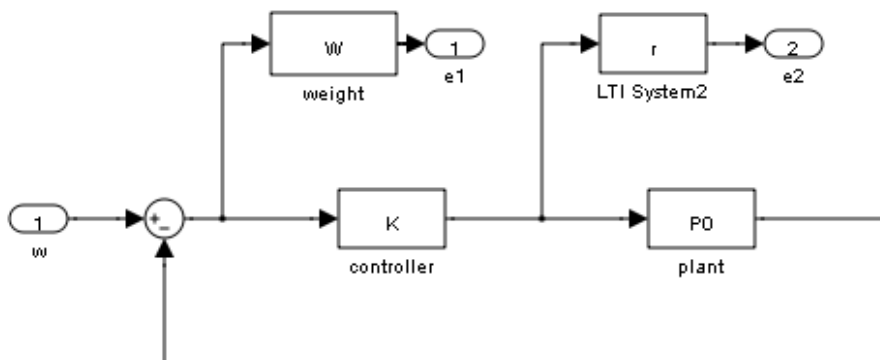 W
1
r
2
weight
e1
LTI System2
e2
1
+
−
K
P0
w
controller
plant